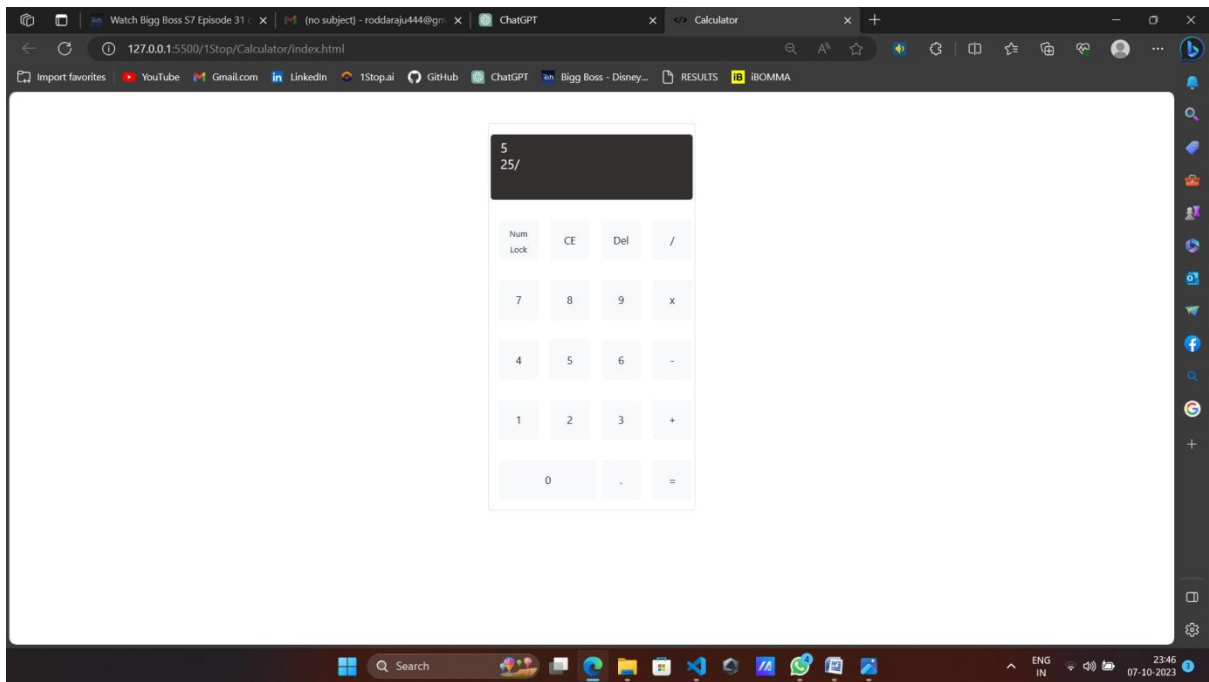 Watch Bigg Boss S7 Episode 31
(no subject) - roddaraju444@gm
ChatGPT
Calculator
127.0.0.1:5500/1Stop/Calculator/index.html
Import favorites
YouTube
Gmail.com
LinkedIn
1Stop.ai
GitHub
ChatGPT
Bigg Boss - Disney...
RESULTS
iB iBOMMA
5
25/
Num Lock CE Del /
7 8 9 x
4 5 6 -
1 2 3 +
0 . =
Search
ENG
IN
23:46
07-10-2023